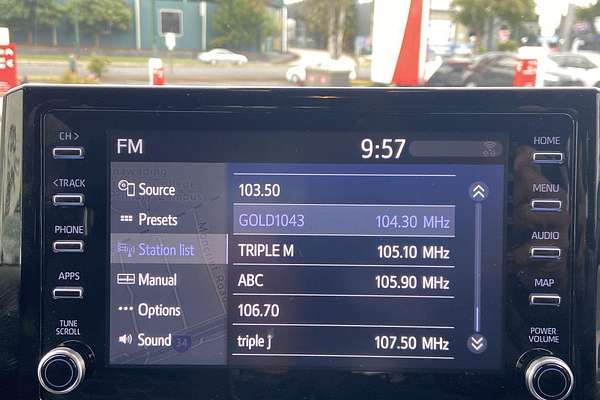 FM
9:57
CH >
<TRACK
PHONE
APPS
TUNE
SCROLL
Source
Presets
Station list
Manual
Options
Sound
34
103.50
GOLD1043 104.30 MHz
TRIPLE M 105.10 MHz
ABC 105.90 MHz
106.70
triple j 107.50 MHz
HOME
MENU
AUDIO
MAP
POWER
VOLUME